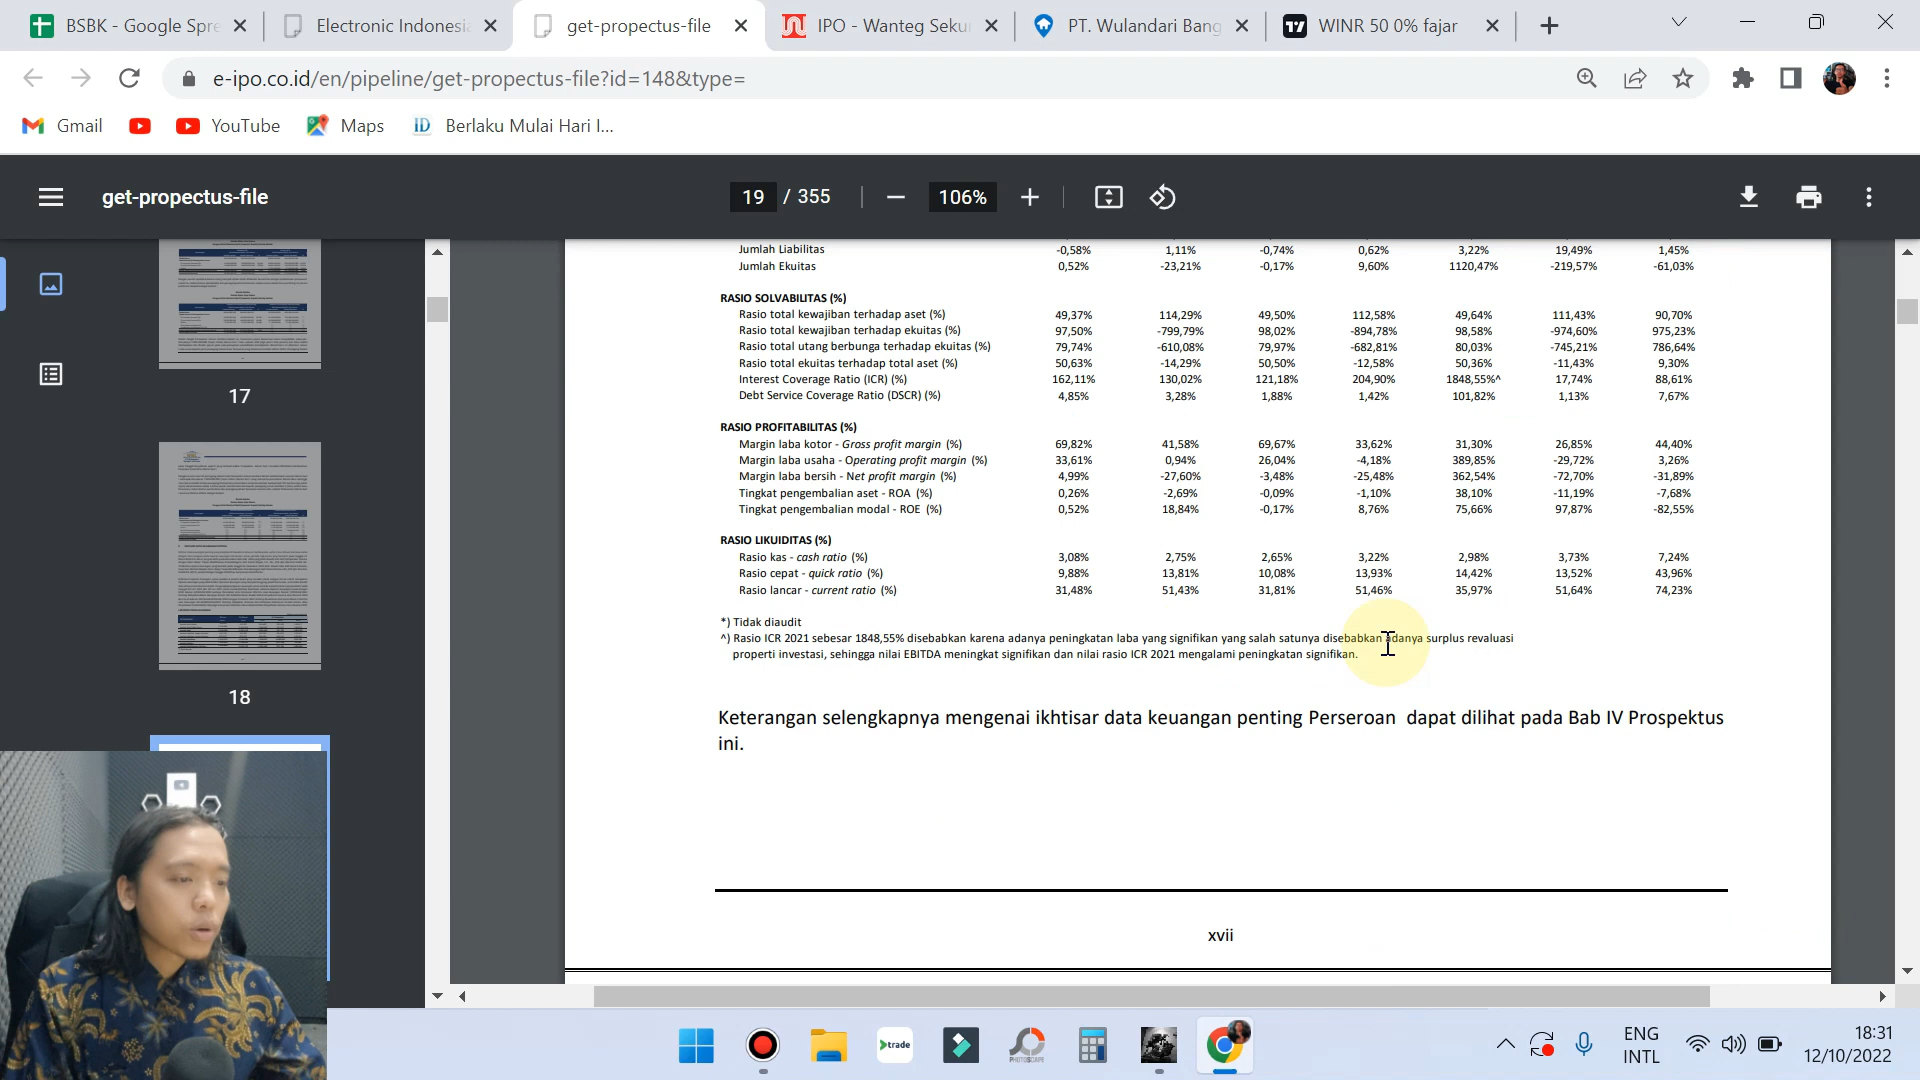 BSBK - Google Spre
Electronic Indonesia
get-propectus-file
IPO - Wanteg Seku
PT. Wulandari Bang
WINR 50 0% fajar
e-ipo.co.id/en/pipeline/get-propectus-file?id=148&type=
Gmail
YouTube
Maps
Berlaku Mulai Hari I...
get-propectus-file
19 / 355
106%
Jumlah Liabilitas -0,58% 1,11% -0,74% 0,62% 3,22% 19,49% 1,45%
Jumlah Ekuitas 0,52% -23,21% -0,17% 9,60% 1120,47% -219,57% -61,03%
RASIO SOLVABILITAS (%)
Rasio total kewajiban terhadap aset (%) 49,37% 114,29% 49,50% 112,58% 49,64% 111,43% 90,70%
Rasio total kewajiban terhadap ekuitas (%) 97,50% -799,79% 98,02% -894,78% 98,58% -974,60% 975,23%
Rasio total utang berbunga terhadap ekuitas (%) 79,74% -610,08% 79,97% -682,81% 80,03% -745,21% 786,64%
Rasio total ekuitas terhadap total aset (%) 50,63% -14,29% 50,50% -12,58% 50,36% -11,43% 9,30%
Interest Coverage Ratio (ICR) (%) 162,11% 130,02% 121,18% 204,90% 1848,55%^ 17,74% 88,61%
Debt Service Coverage Ratio (DSCR) (%) 4,85% 3,28% 1,88% 1,42% 101,82% 1,13% 7,67%
RASIO PROFITABILITAS (%)
Margin laba kotor - Gross profit margin (%) 69,82% 41,58% 69,67% 33,62% 31,30% 26,85% 44,40%
Margin laba usaha - Operating profit margin (%) 33,61% 0,94% 26,04% -4,18% 389,85% -29,72% 3,26%
Margin laba bersih - Net profit margin (%) 4,99% -27,60% -3,48% -25,48% 362,54% -72,70% -31,89%
Tingkat pengembalian aset - ROA (%) 0,26% -2,69% -0,09% -1,10% 38,10% -11,19% -7,68%
Tingkat pengembalian modal - ROE (%) 0,52% 18,84% -0,17% 8,76% 75,66% 97,87% -82,55%
RASIO LIKUIDITAS (%)
Rasio kas - cash ratio (%) 3,08% 2,75% 2,65% 3,22% 2,98% 3,73% 7,24%
Rasio cepat - quick ratio (%) 9,88% 13,81% 10,08% 13,93% 14,42% 13,52% 43,96%
Rasio lancar - current ratio (%) 31,48% 51,43% 31,81% 51,46% 35,97% 51,64% 74,23%
*) Tidak diaudit
^) Rasio ICR 2021 sebesar 1848,55% disebabkan karena adanya peningkatan laba yang signifikan yang salah satunya disebabkan adanya surplus revaluasi
properti investasi, sehingga nilai EBITDA meningkat signifikan dan nilai rasio ICR 2021 mengalami peningkatan signifikan.
Keterangan selengkapnya mengenai ikhtisar data keuangan penting Perseroan dapat dilihat pada Bab IV Prospektus
ini.
xvii
17
18
trade
PHOTOSCAPE
ENG
INTL
18:31
12/10/2022